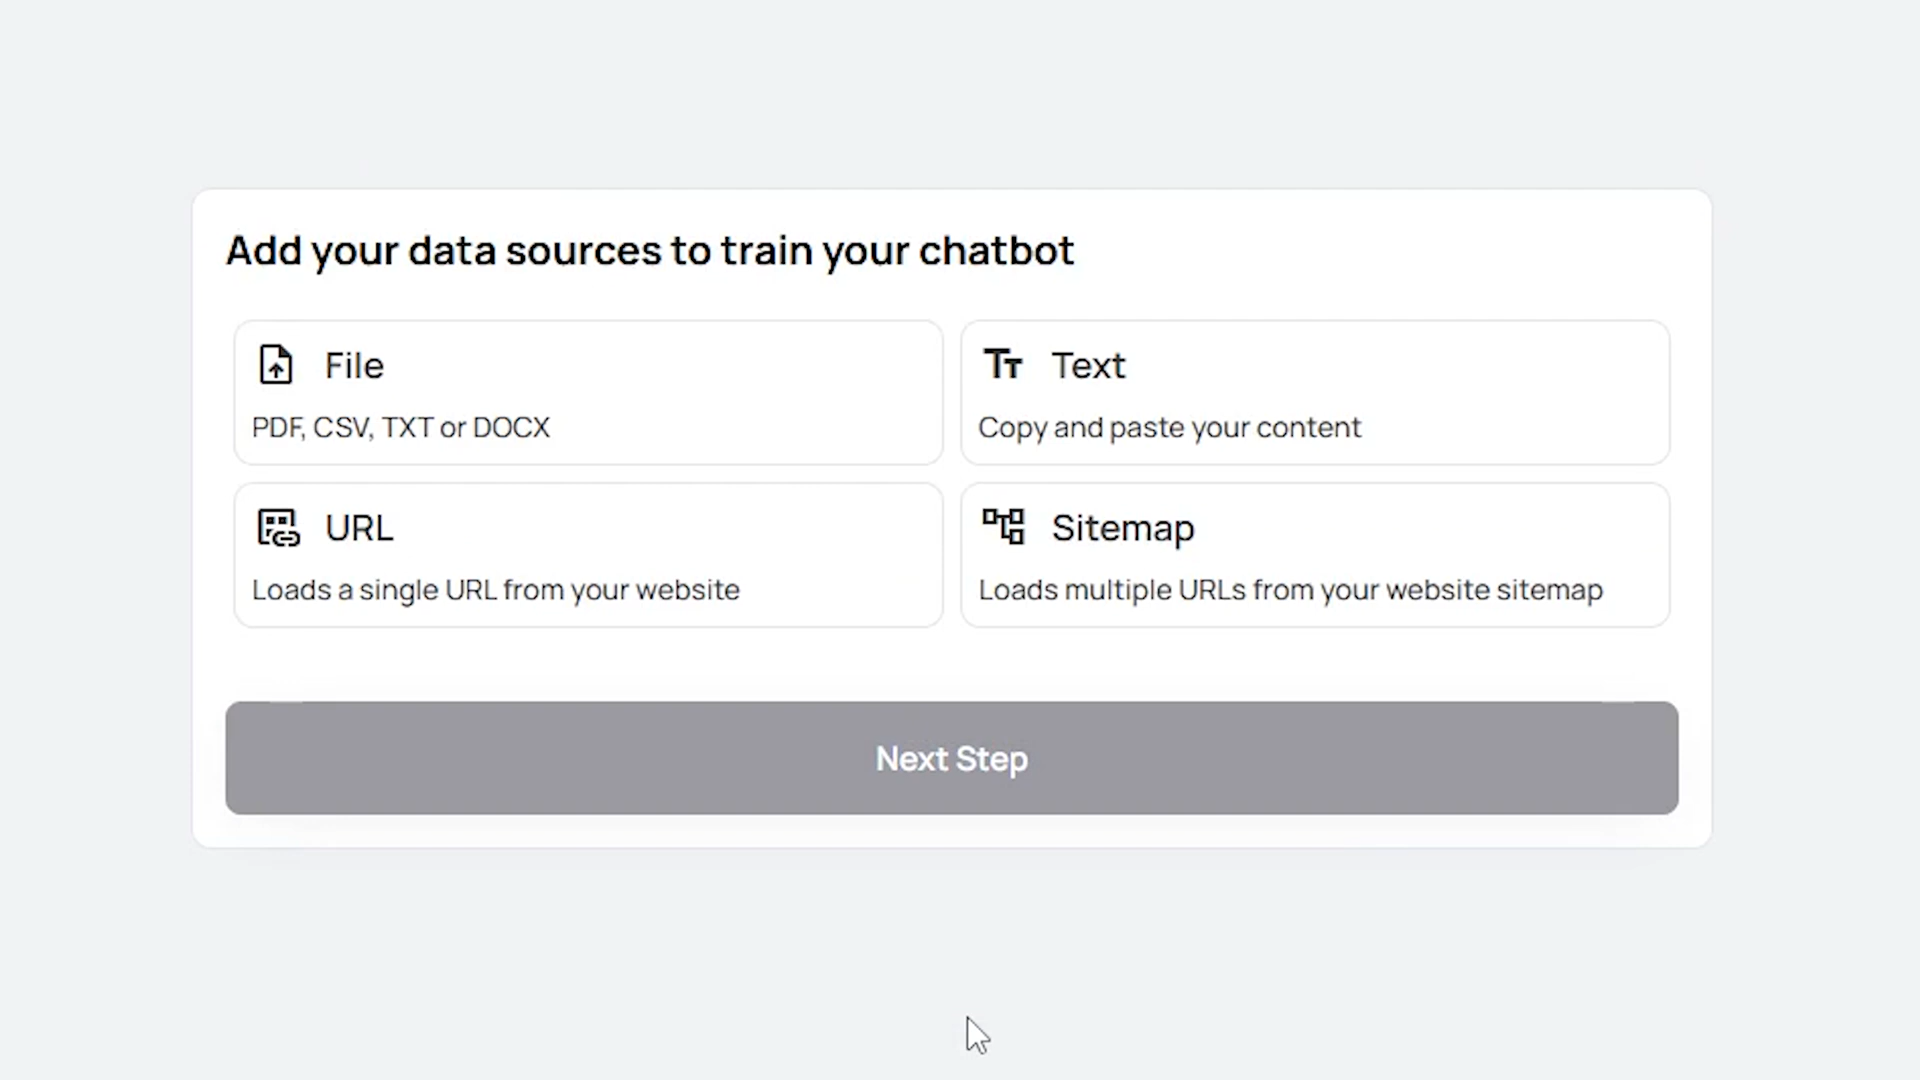 Add your data sources to train your chatbot
File
PDF, CSV, TXT or DOCX
Text
Copy and paste your content
URL
Loads a single URL from your website
Sitemap
Loads multiple URLs from your website sitemap
Next Step